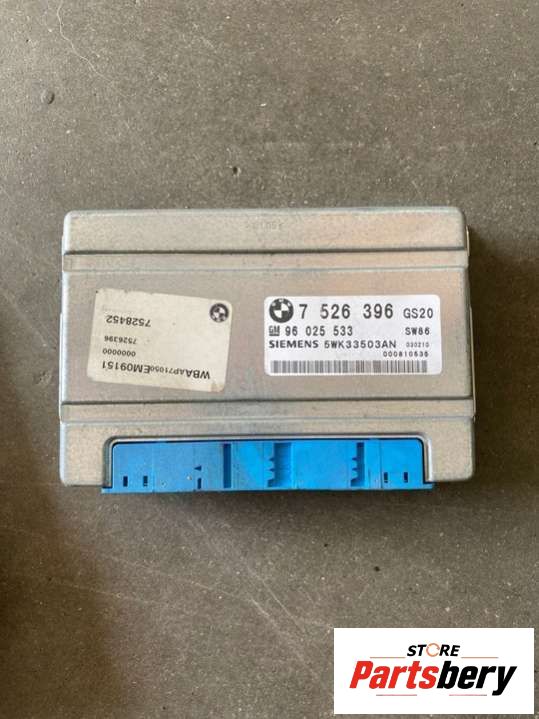 7 526 396 GS20
GM 96 025 533 SW86
SIEMENS 5WK33503AN 030210
000810535
7528452
7526396
0000000
WBAAP71050EM09151
STORE
Partsbery